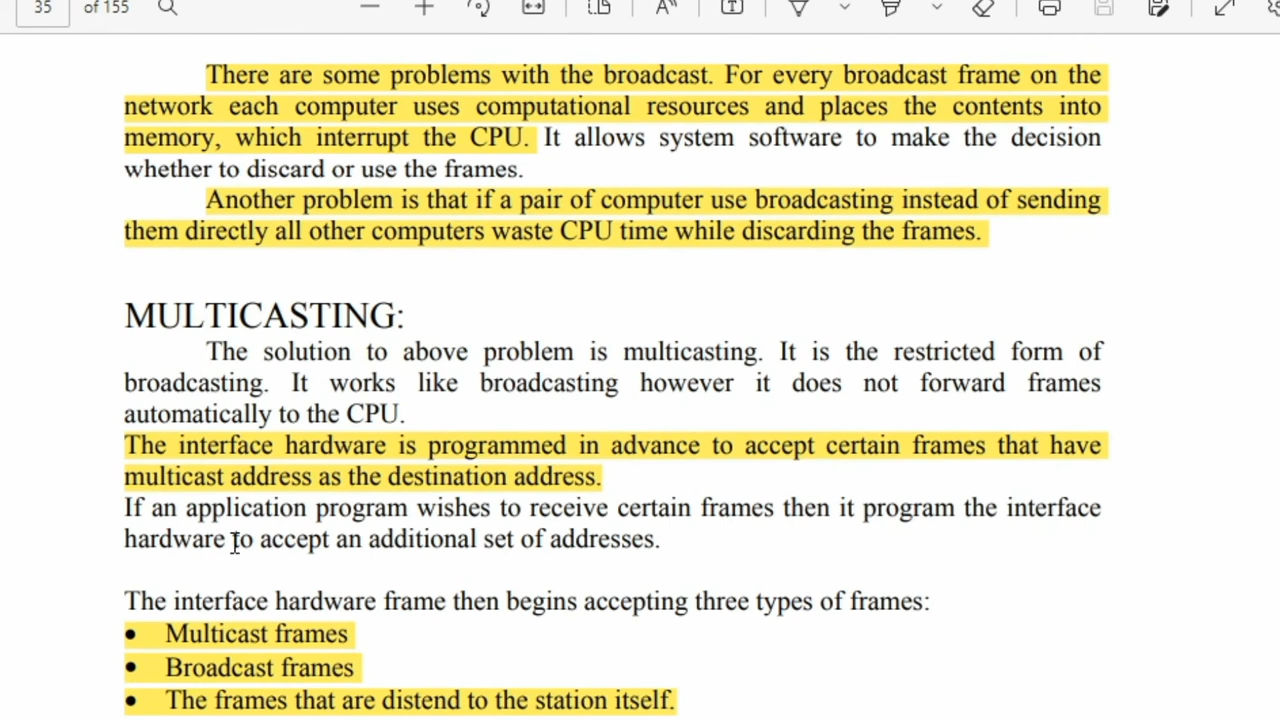 35 of 155
There are some problems with the broadcast. For every broadcast frame on the
network each computer uses computational resources and places the contents into
memory, which interrupt the CPU. It allows system software to make the decision
whether to discard or use the frames.
Another problem is that if a pair of computer use broadcasting instead of sending
them directly all other computers waste CPU time while discarding the frames.
MULTICASTING:
The solution to above problem is multicasting. It is the restricted form of
broadcasting. It works like broadcasting however it does not forward frames
automatically to the CPU.
The interface hardware is programmed in advance to accept certain frames that have
multicast address as the destination address.
If an application program wishes to receive certain frames then it program the interface
hardware to accept an additional set of addresses.
The interface hardware frame then begins accepting three types of frames:
• Multicast frames
• Broadcast frames
• The frames that are distend to the station itself.